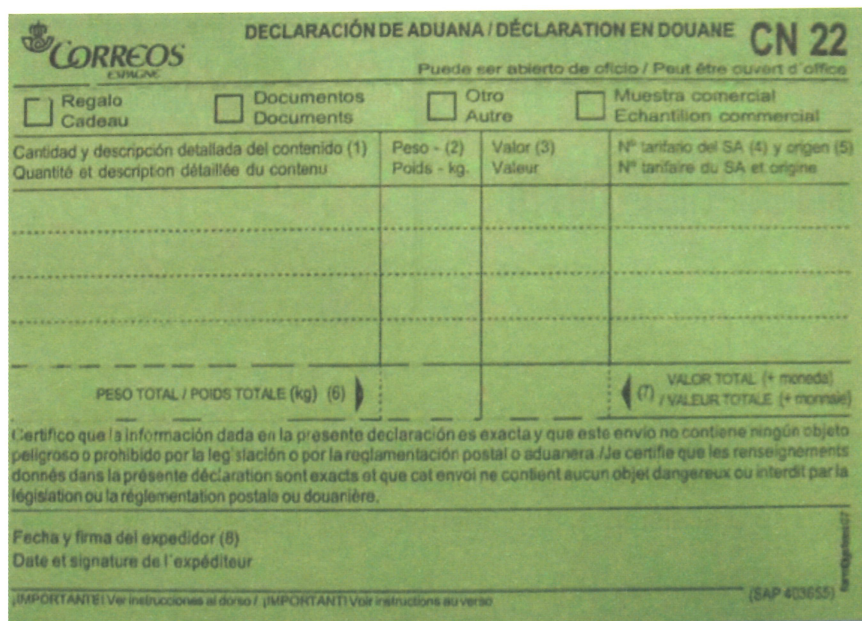 CORREOS
ESPAGNE
DECLARACIÓN DE ADUANA / DÉCLARATION EN DOUANE CN 22
Puede ser abierto de oficio / Peut être ouvert d´office
Regalo
Cadeau
Documentos
Documents
Otro
Autre
Muestra comercial
Echantillon commercial
Cantidad y descripción detallada del contenido (1)
Quantité et description détaillée du contenu
Peso - (2)
Poids - kg.
Valor (3)
Valeur
Nº tarifario del SA (4) y origen (5)
Nº tarifaire du SA et origine
PESO TOTAL / POIDS TOTALE (kg) (6)
(7) VALOR TOTAL (+ moneda)
/ VALEUR TOTALE (+ monnaie)
Certifico que la información dada en la presente declaración es exacta y que este envío no contiene ningún objeto
peligroso o prohibido por la legislación o por la reglamentación postal o aduanera./Je certifie que les renseignements
donnés dans la présente déclaration sont exacts et que cet envoi ne contient aucun objet dangereux ou interdit par la
législation ou la réglementation postale ou douanière.
Fecha y firma del expedidor (8)
Date et signature de l´expéditeur
¡IMPORTANTE! Ver instrucciones al dorso / ¡IMPORTANT! Voir instructions au verso
(SAP 403655)